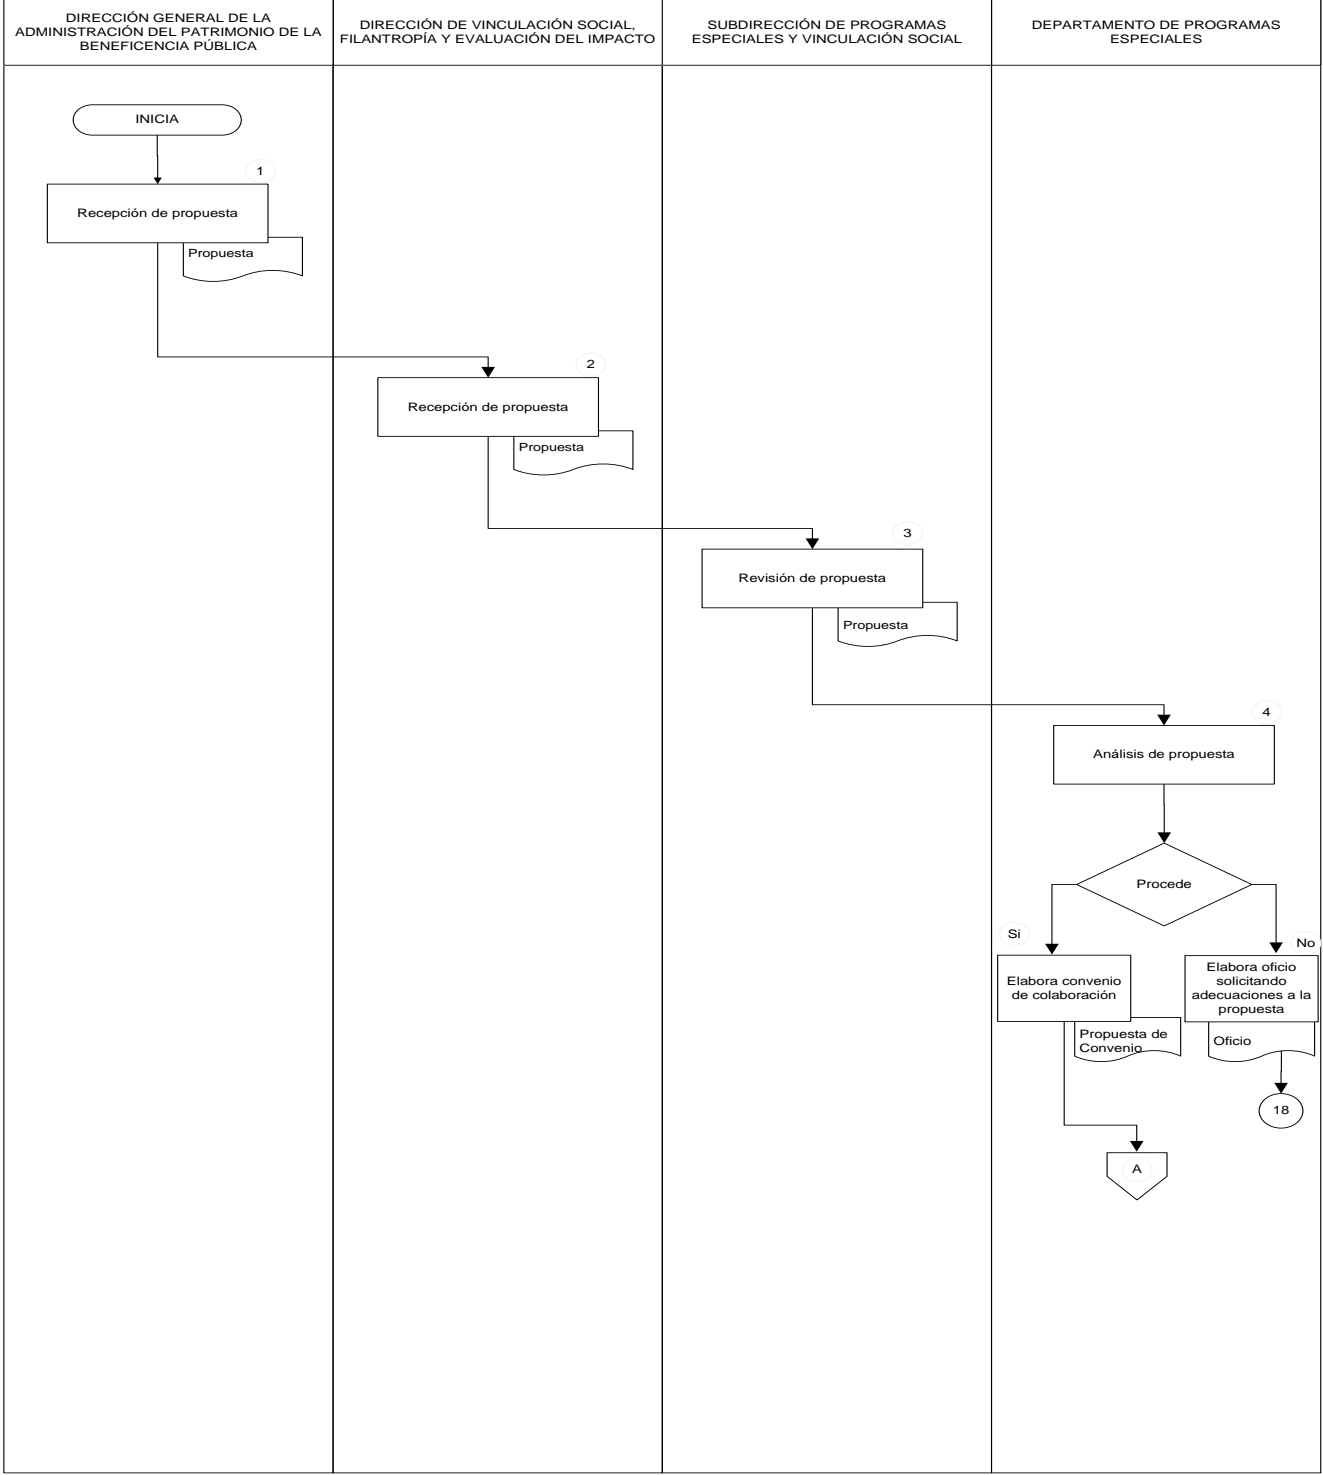 DIRECCIÓN GENERAL DE LA
ADMINISTRACIÓN DEL PATRIMONIO DE LA
BENEFICENCIA PÚBLICA
DIRECCIÓN DE VINCULACIÓN SOCIAL,
FILANTROPÍA Y EVALUACIÓN DEL IMPACTO
SUBDIRECCIÓN DE PROGRAMAS
ESPECIALES Y VINCULACIÓN SOCIAL
DEPARTAMENTO DE PROGRAMAS
ESPECIALES
INICIA
1
Recepción de propuesta
Propuesta
2
Recepción de propuesta
Propuesta
3
Revisión de propuesta
Propuesta
4
Análisis de propuesta
Procede
Si
No
Elabora convenio
de colaboración
Propuesta de
Convenio
Elabora oficio
solicitando
adecuaciones a la
propuesta
Oficio
18
A